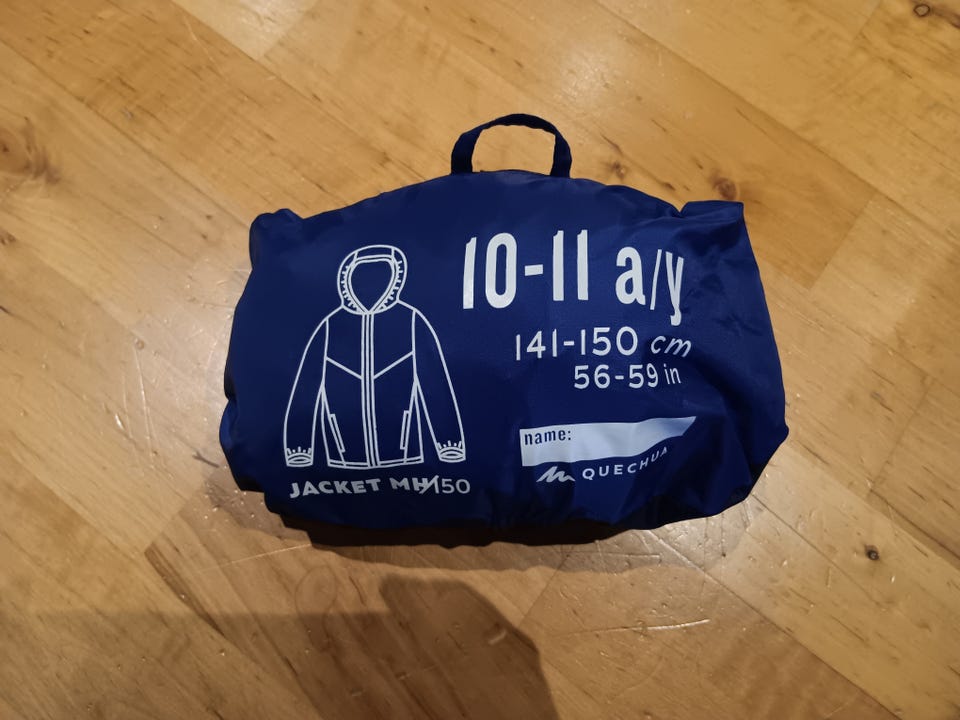 10-11 a/y
141-150 cm
56-59 in
name:
QUECHUA
JACKET MH150